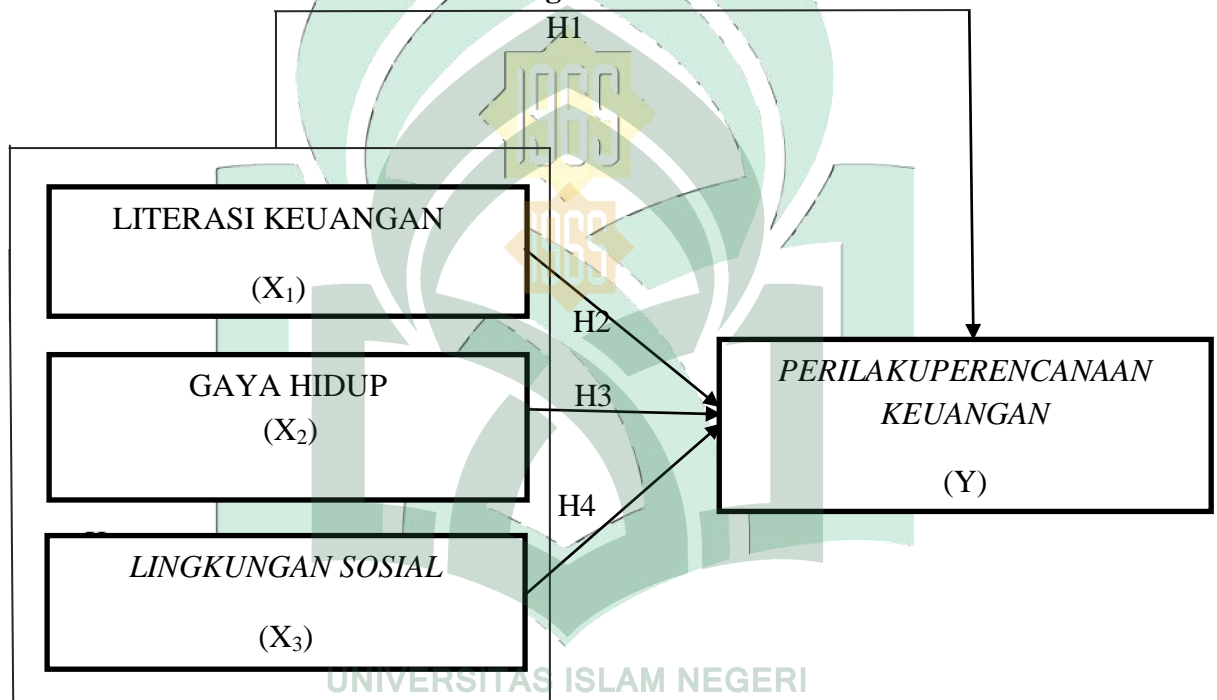 H1
LITERASI KEUANGAN
(X₁)
H2
GAYA HIDUP
(X₂)
H3
PERILAKUPERENCANAAN
KEUANGAN
(Y)
H4
LINGKUNGAN SOSIAL
(X₃)
UNIVERSITAS ISLAM NEGERI